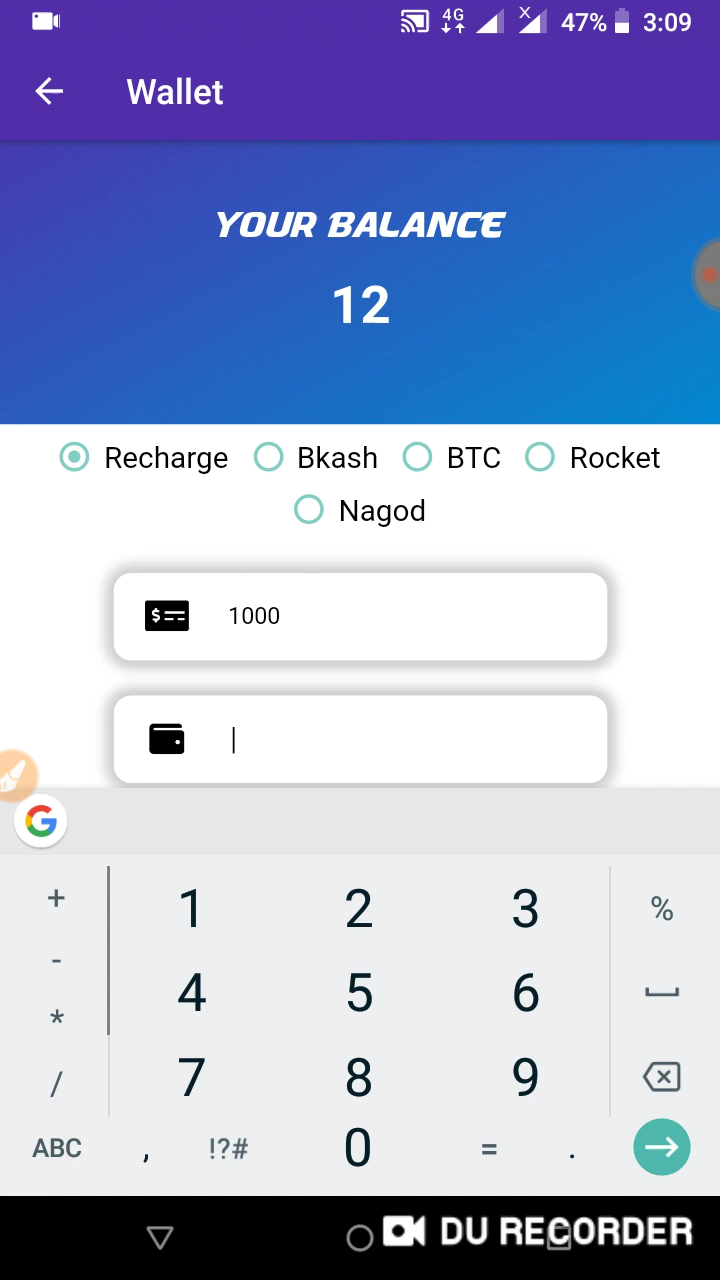 4G X 47% 3:09
Wallet
YOUR BALANCE
12
Recharge Bkash BTC Rocket
Nagod
$ 1000
G
+ 1 2 3 %
-
4 5 6
*
7 8 9
/
ABC , !?# 0 = .
DU RECORDER